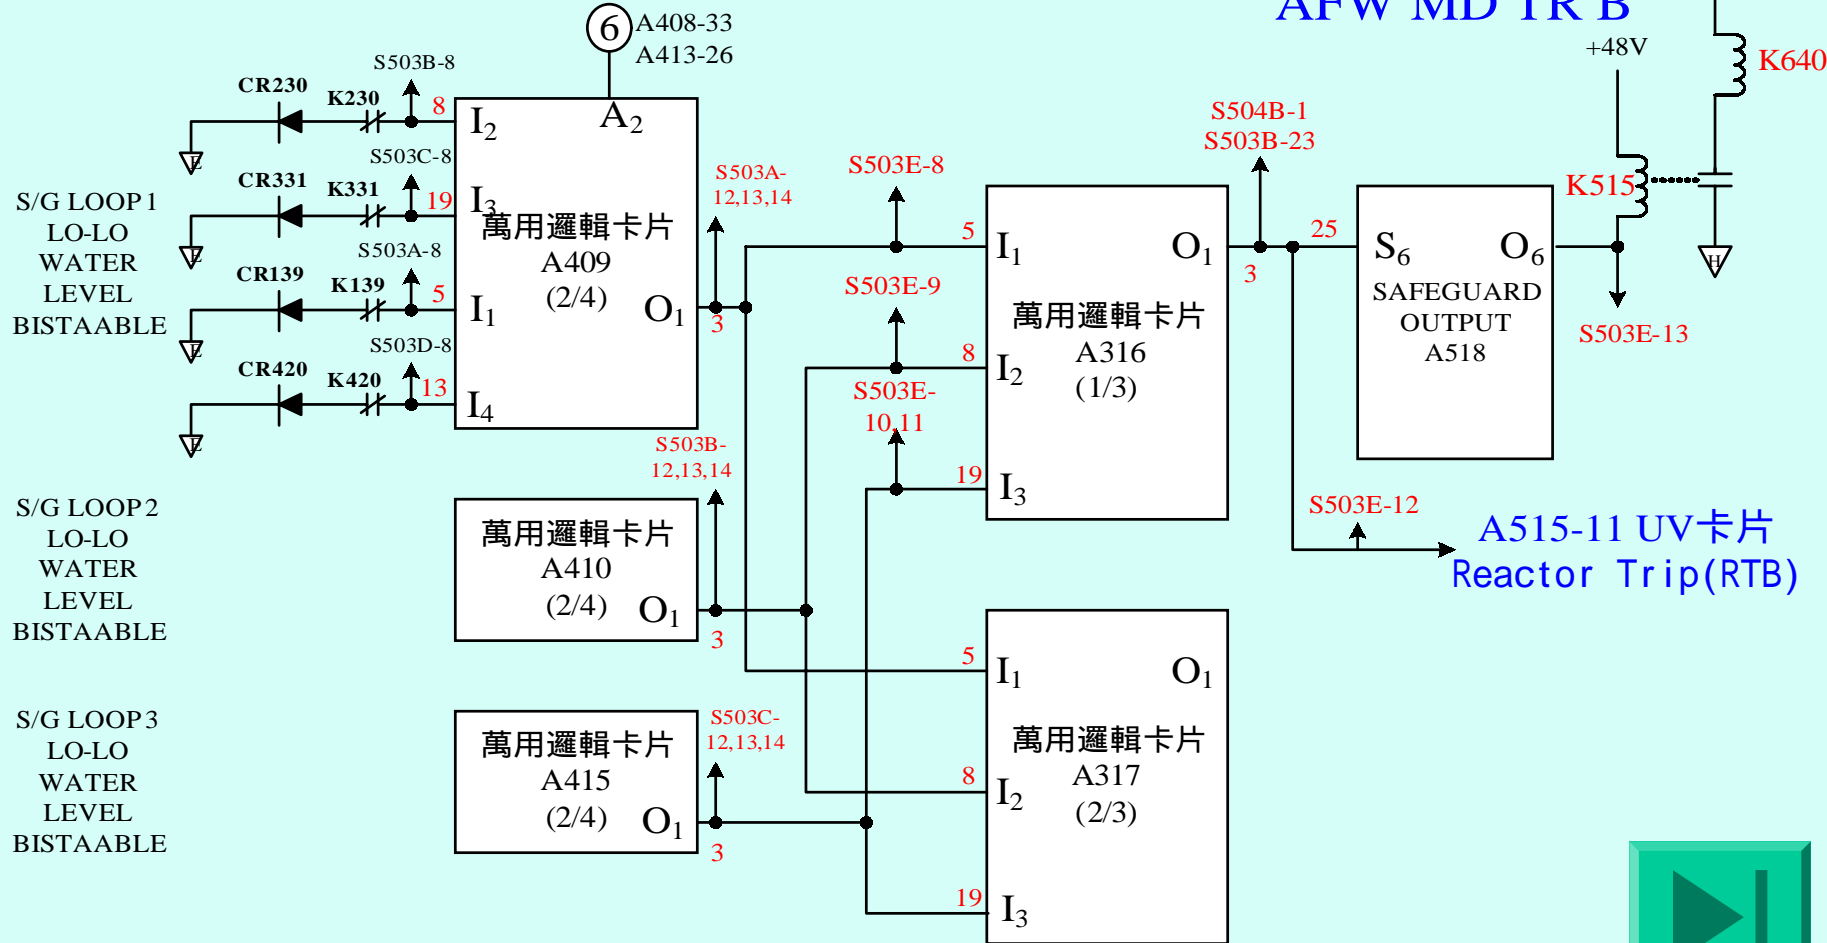 AFW MD TR B
6
A408-33
A413-26
+48V
K640
S503B-8
CR230
K230
8
I2
A2
E
S503C-8
CR331
K331
19
I3
E
S/G LOOP1
LO-LO
WATER
LEVEL
BISTAABLE
S503A-8
CR139
K139
5
I1
E
S503D-8
CR420
K420
13
I4
E
萬用邏輯卡片
A409
(2/4)
O1
3
S503A-
12,13,14
S503E-8
5
I1
S503E-9
8
I2
S503E-
10,11
19
I3
萬用邏輯卡片
A316
(1/3)
O1
3
S504B-1
S503B-23
25
S6
O6
SAFEGUARD
OUTPUT
A518
K515
H
S503E-13
S503E-12
A515-11 UV卡片
Reactor Trip(RTB)
S/G LOOP2
LO-LO
WATER
LEVEL
BISTAABLE
S503B-
12,13,14
萬用邏輯卡片
A410
(2/4)
O1
3
S/G LOOP3
LO-LO
WATER
LEVEL
BISTAABLE
S503C-
12,13,14
萬用邏輯卡片
A415
(2/4)
O1
3
5
I1
O1
萬用邏輯卡片
A317
(2/3)
8
I2
19
I3